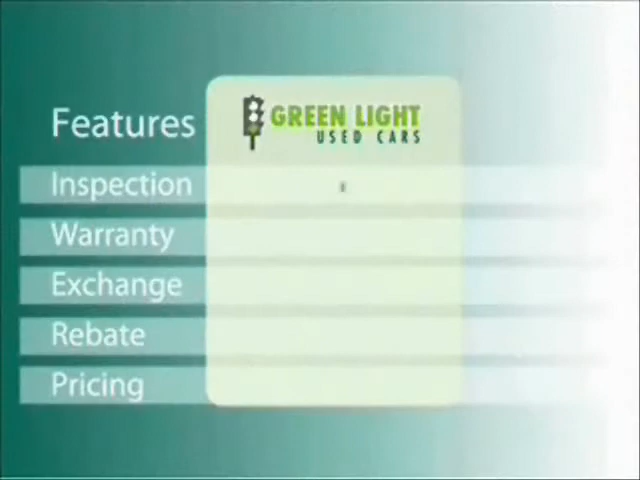 Features
GREEN LIGHT
USED CARS
Inspection
Warranty
Exchange
Rebate
Pricing